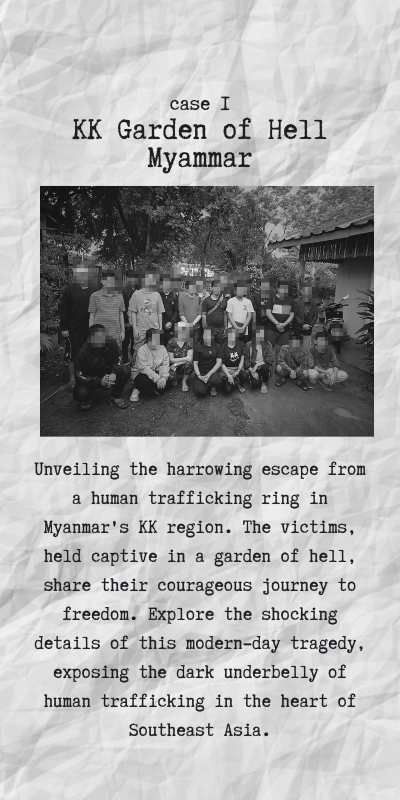 case I
KK Garden of Hell
Myanmar
Unveiling the harrowing escape from
a human trafficking ring in
Myanmar's KK region. The victims,
held captive in a garden of hell,
share their courageous journey to
freedom. Explore the shocking
details of this modern-day tragedy,
exposing the dark underbelly of
human trafficking in the heart of
Southeast Asia.